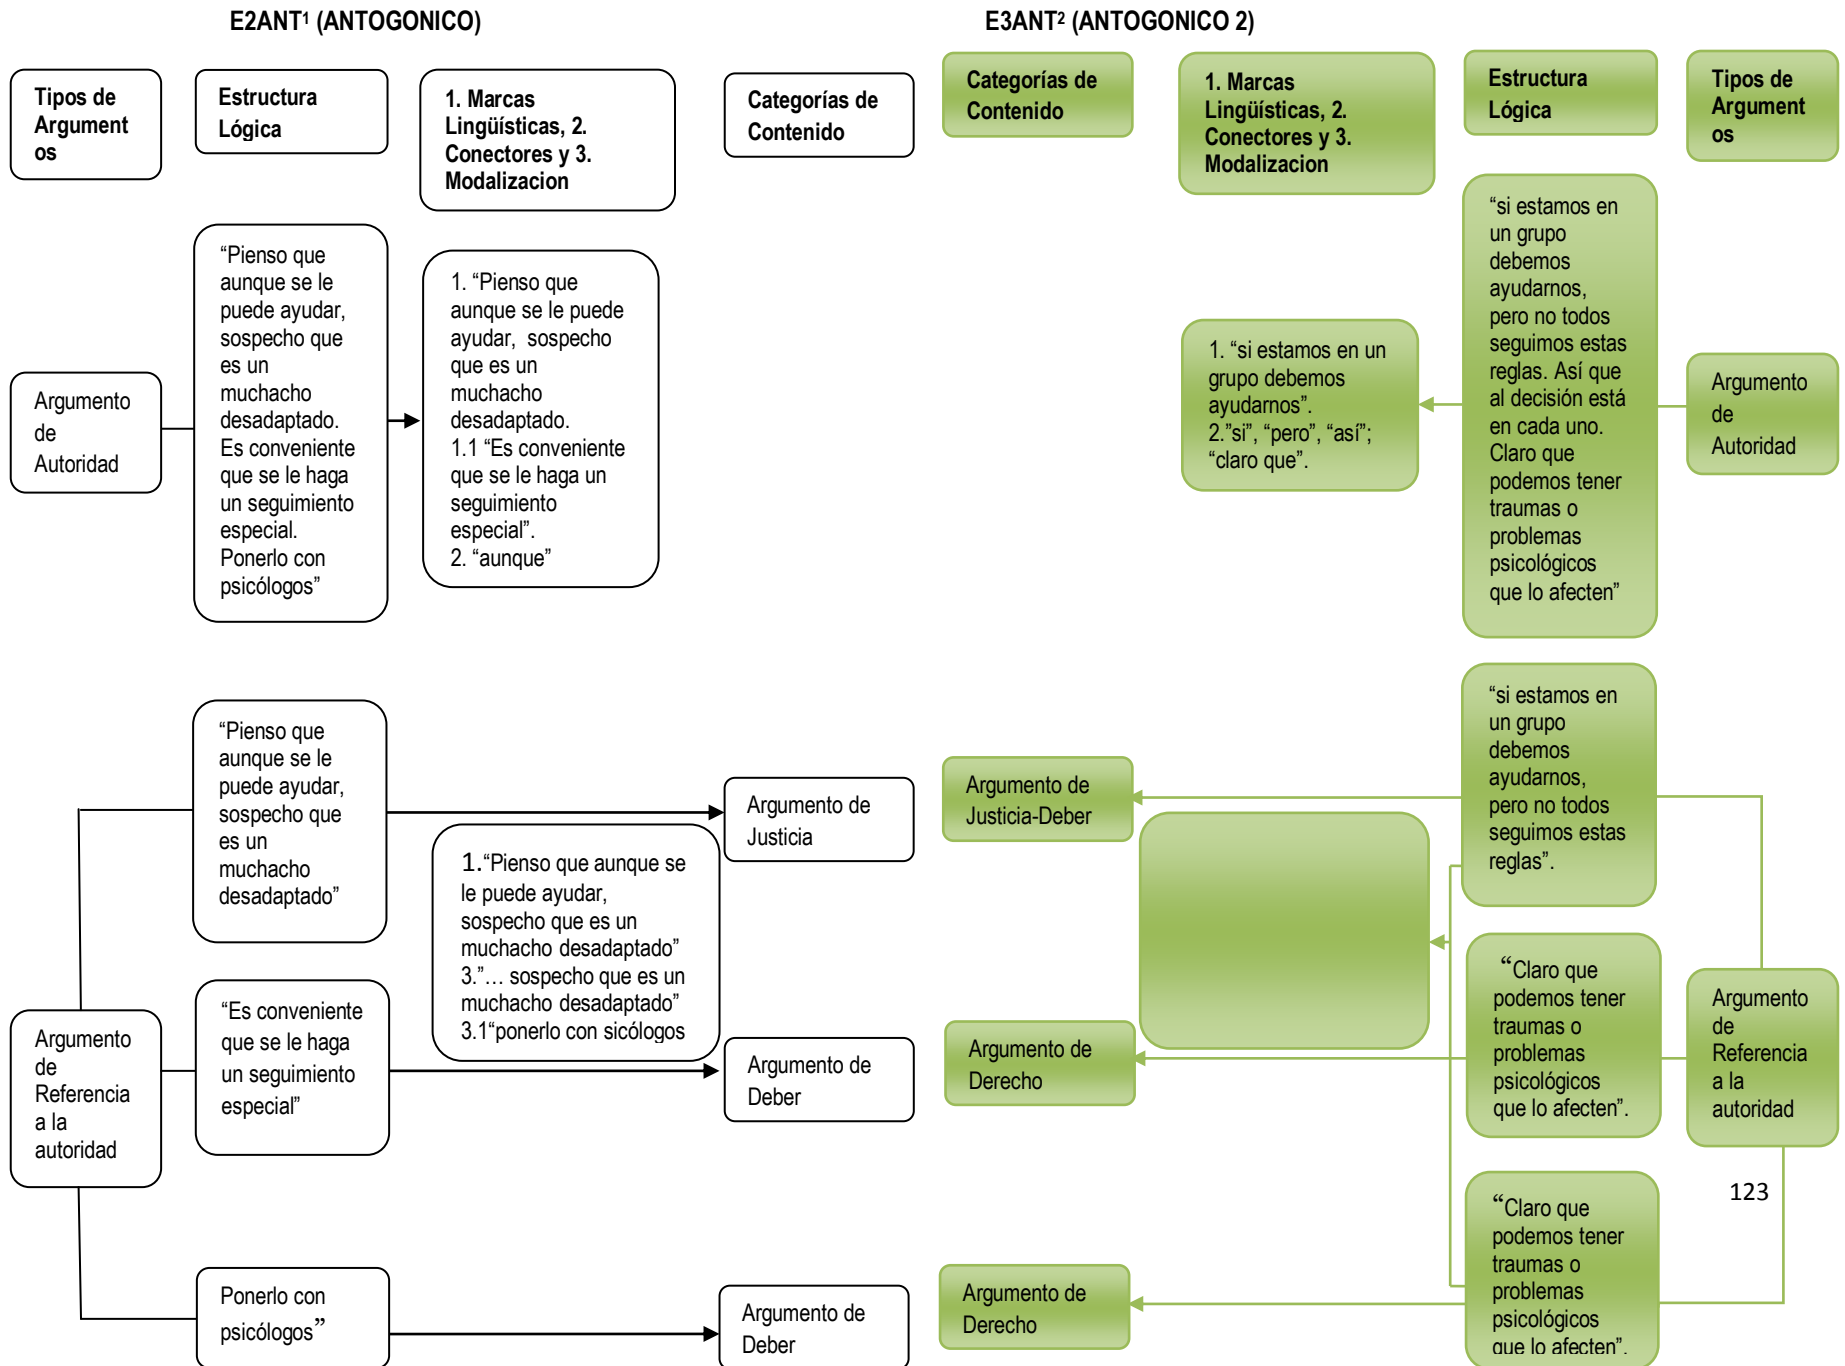 E2ANT¹ (ANTOGONICO)
E3ANT² (ANTOGONICO 2)
Tipos de
Argument
os
Estructura
Lógica
1. Marcas
Lingüísticas, 2.
Conectores y 3.
Modalizacion
Categorías de
Contenido
Categorías de
Contenido
1. Marcas
Lingüísticas, 2.
Conectores y 3.
Modalizacion
Estructura
Lógica
Tipos de
Argument
os
Argumento
de
Autoridad
“Pienso que
aunque se le
puede ayudar,
sospecho que
es un
muchacho
desadaptado.
Es conveniente
que se le haga
un seguimiento
especial.
Ponerlo con
psicólogos”
1. “Pienso que
aunque se le puede
ayudar, sospecho
que es un
muchacho
desadaptado.
1.1 “Es conveniente
que se le haga un
seguimiento
especial”.
2. “aunque”
1. “si estamos en un
grupo debemos
ayudarnos”.
2.”si”, “pero”, “así”;
“claro que”.
“si estamos en
un grupo
debemos
ayudarnos,
pero no todos
seguimos estas
reglas. Así que
al decisión está
en cada uno.
Claro que
podemos tener
traumas o
problemas
psicológicos
que lo afecten”
Argumento
de
Autoridad
Argumento
de
Referencia
a la
autoridad
“Pienso que
aunque se le
puede ayudar,
sospecho que
es un
muchacho
desadaptado”
“Es conveniente
que se le haga
un seguimiento
especial”
Ponerlo con
psicólogos”
1.“Pienso que aunque se
le puede ayudar,
sospecho que es un
muchacho desadaptado”
3.”… sospecho que es un
muchacho desadaptado”
3.1“ponerlo con sicólogos
Argumento de
Justicia
Argumento de
Deber
Argumento de
Deber
Argumento de
Justicia-Deber
Argumento de
Derecho
Argumento de
Derecho
“si estamos en
un grupo
debemos
ayudarnos,
pero no todos
seguimos estas
reglas”.
“Claro que
podemos tener
traumas o
problemas
psicológicos
que lo afecten”.
“Claro que
podemos tener
traumas o
problemas
psicológicos
que lo afecten”.
Argumento
de
Referencia
a la
autoridad
123